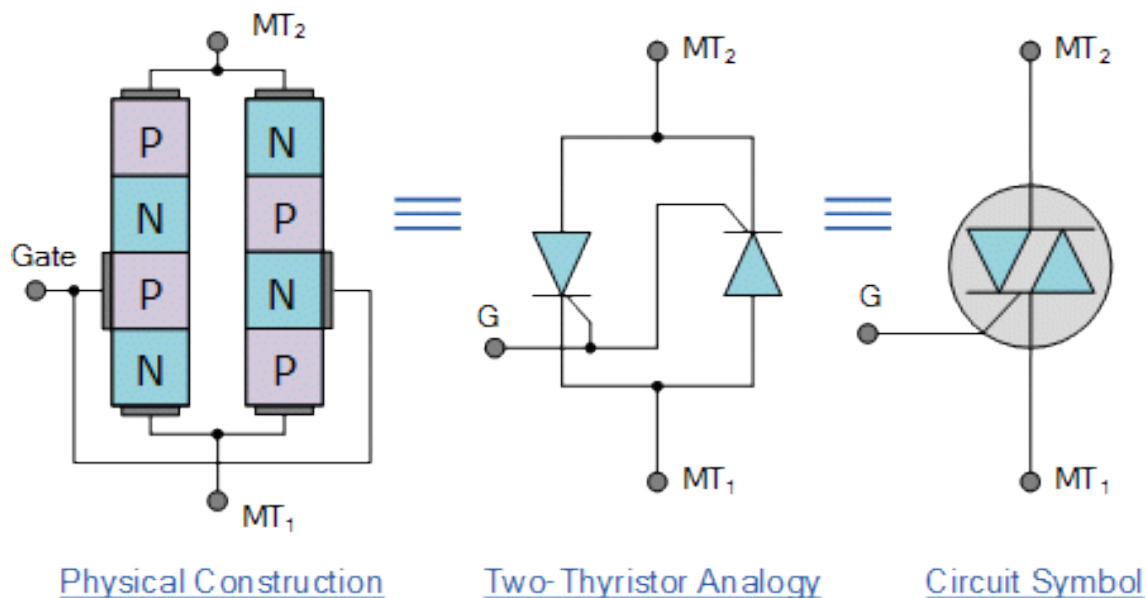 MT₂
P
N
P
N
N
P
N
P
Gate
MT₁
Physical Construction
MT₂
G
MT₁
Two-Thyristor Analogy
MT₂
G
MT₁
Circuit Symbol